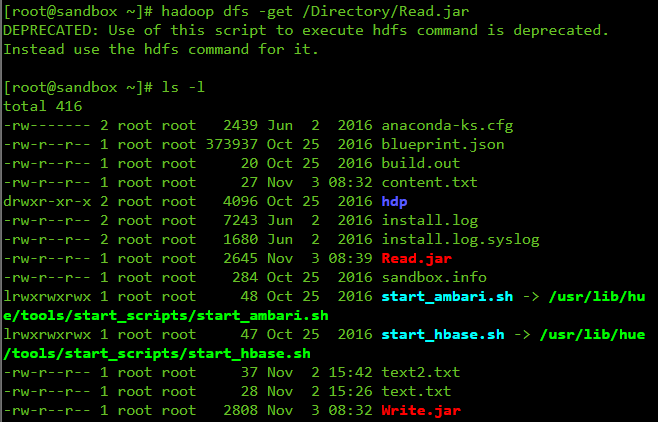 [root@sandbox ~]# hadoop dfs -get /Directory/Read.jar
DEPRECATED: Use of this script to execute hdfs command is deprecated.
Instead use the hdfs command for it.
[root@sandbox ~]# ls -l
total 416
-rw------- 2 root root   2439 Jun  2  2016 anaconda-ks.cfg
-rw-r--r-- 1 root root 373937 Oct 25  2016 blueprint.json
-rw-r--r-- 1 root root     20 Oct 25  2016 build.out
-rw-r--r-- 1 root root     27 Nov  3 08:32 content.txt
drwxr-xr-x 2 root root   4096 Oct 25  2016 hdp
-rw-r--r-- 2 root root   7243 Jun  2  2016 install.log
-rw-r--r-- 2 root root   1680 Jun  2  2016 install.log.syslog
-rw-r--r-- 1 root root   2645 Nov  3 08:39 Read.jar
-rw-r--r-- 1 root root    284 Oct 25  2016 sandbox.info
lrwxrwxrwx 1 root root     48 Oct 25  2016 start_ambari.sh -> /usr/lib/hu
e/tools/start_scripts/start_ambari.sh
lrwxrwxrwx 1 root root     47 Oct 25  2016 start_hbase.sh -> /usr/lib/hue
/tools/start_scripts/start_hbase.sh
-rw-r--r-- 1 root root     37 Nov  2 15:42 text2.txt
-rw-r--r-- 1 root root     28 Nov  2 15:26 text.txt
-rw-r--r-- 1 root root   2808 Nov  3 08:32 Write.jar